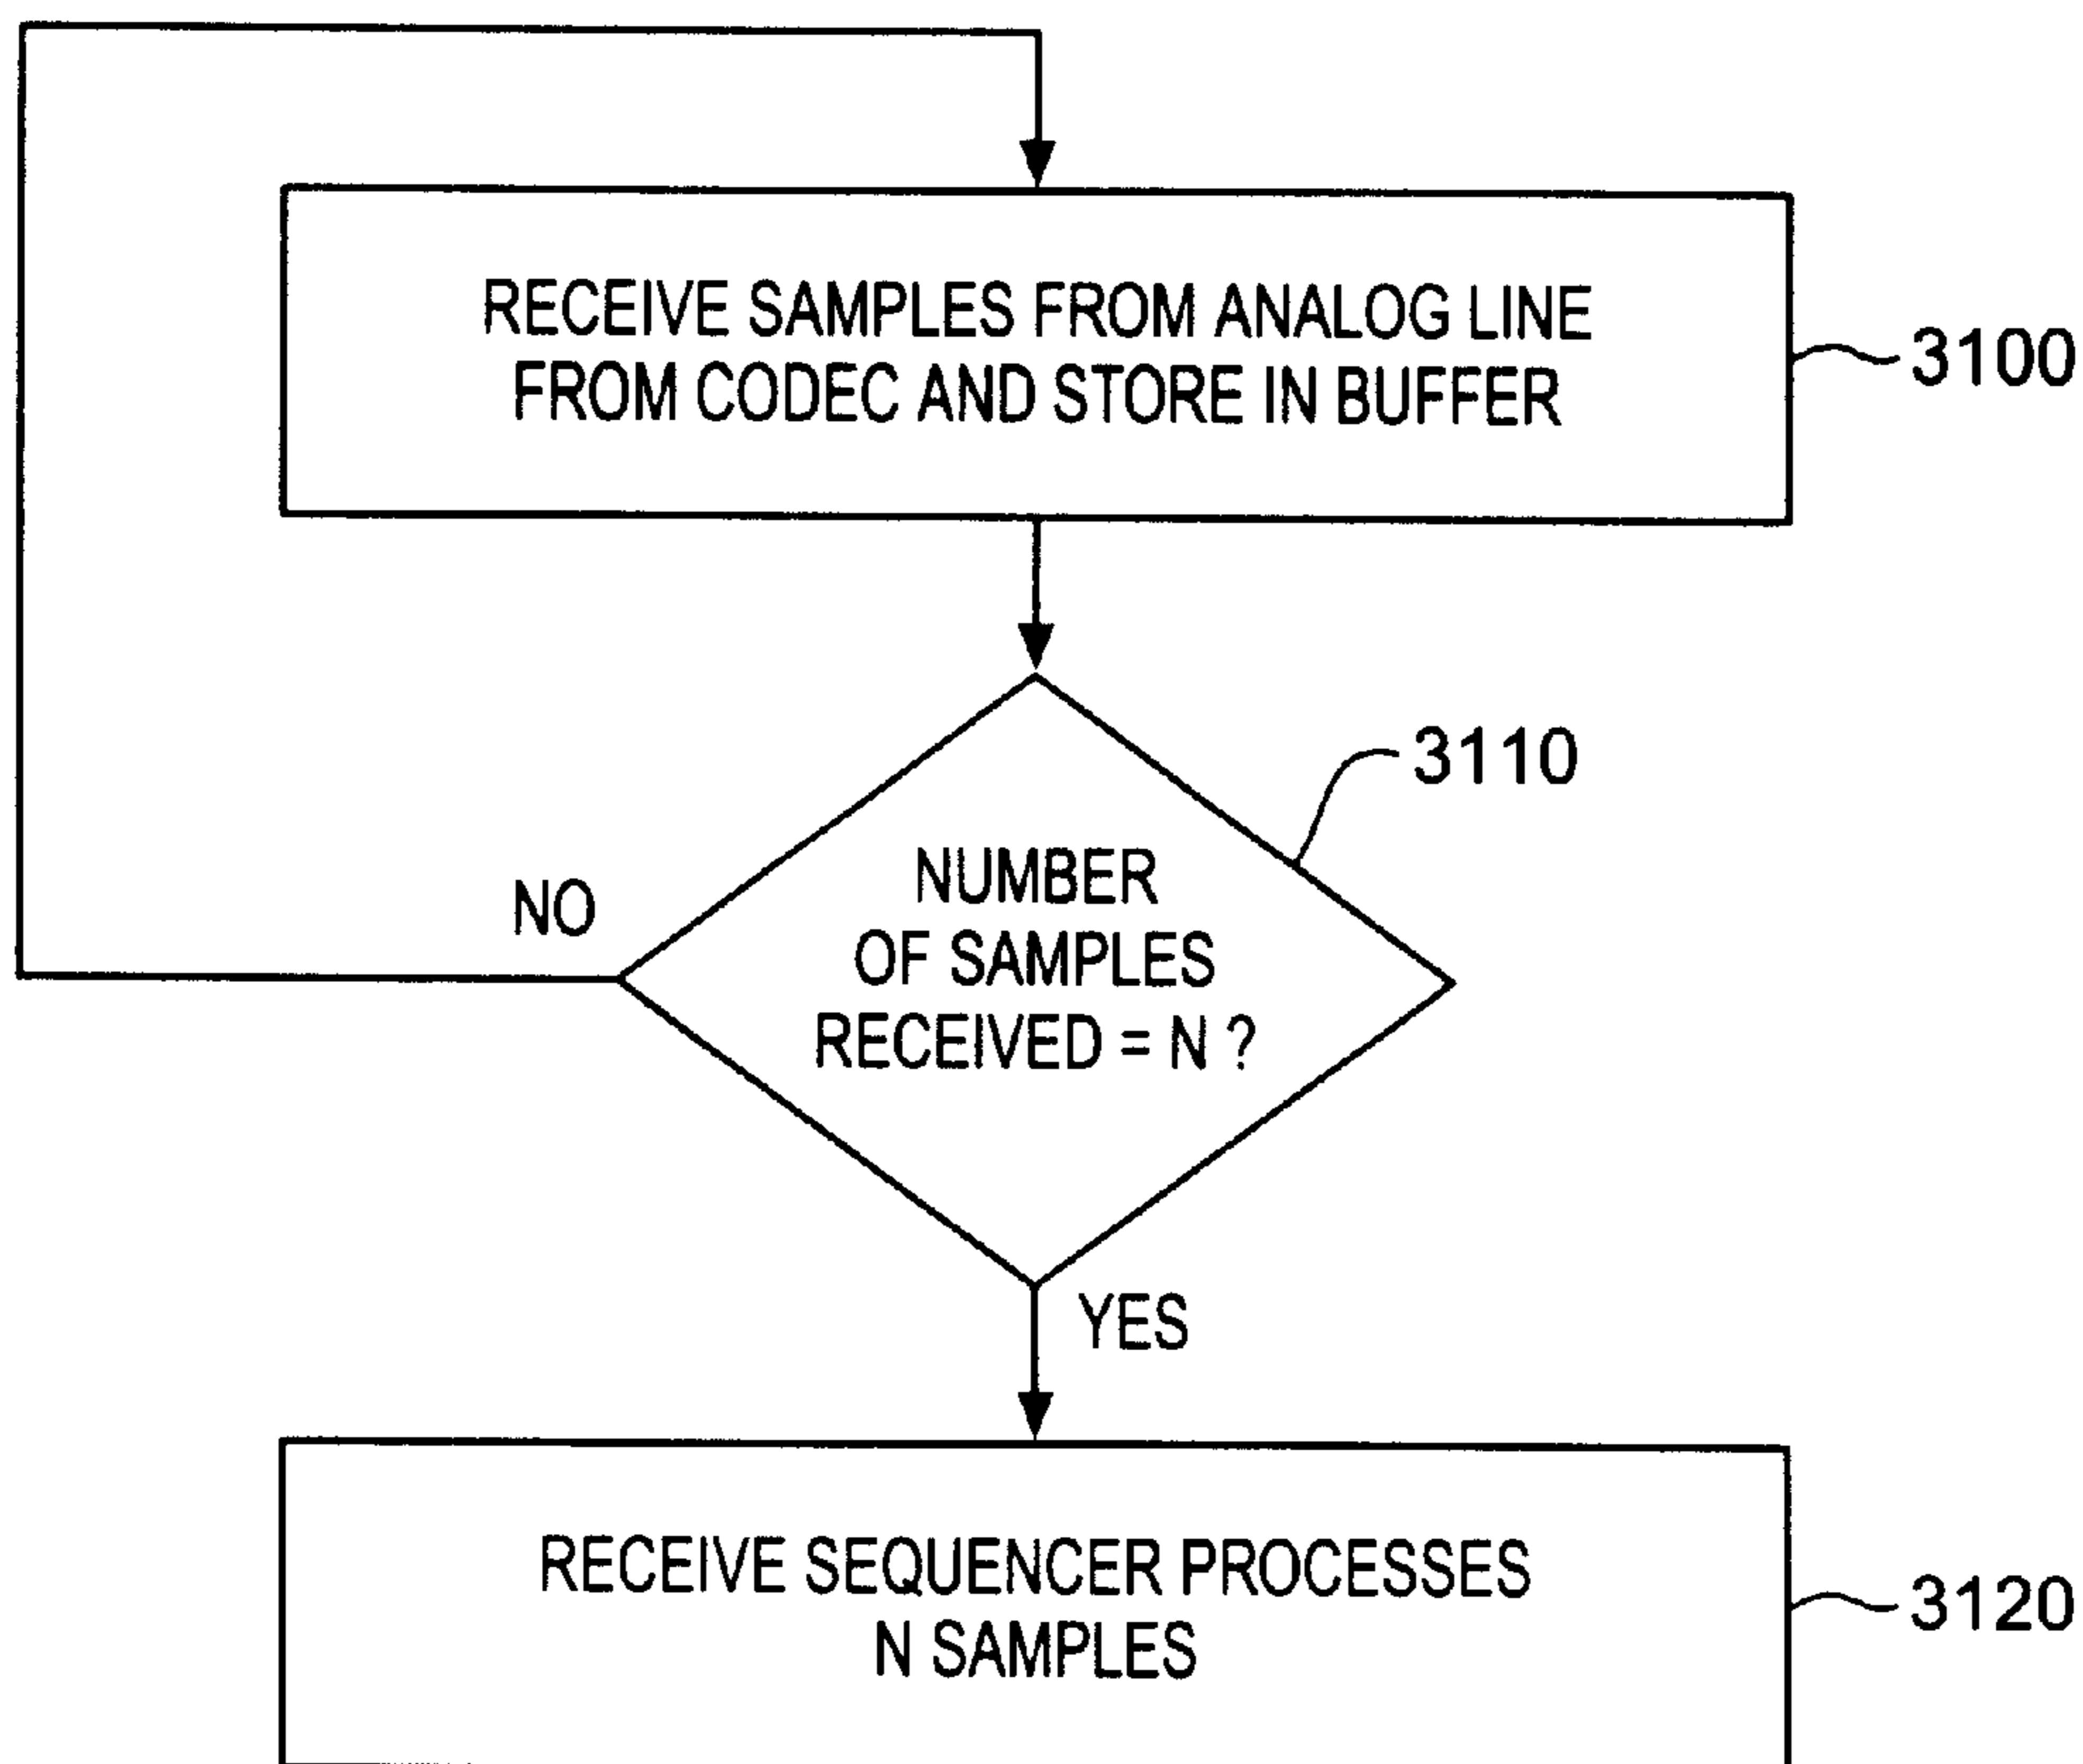 RECEIVE SAMPLES FROM ANALOG LINE
FROM CODEC AND STORE IN BUFFER
3100
3110
NUMBER
OF SAMPLES
RECEIVED = N ?
NO
YES
RECEIVE SEQUENCER PROCESSES
N SAMPLES
3120